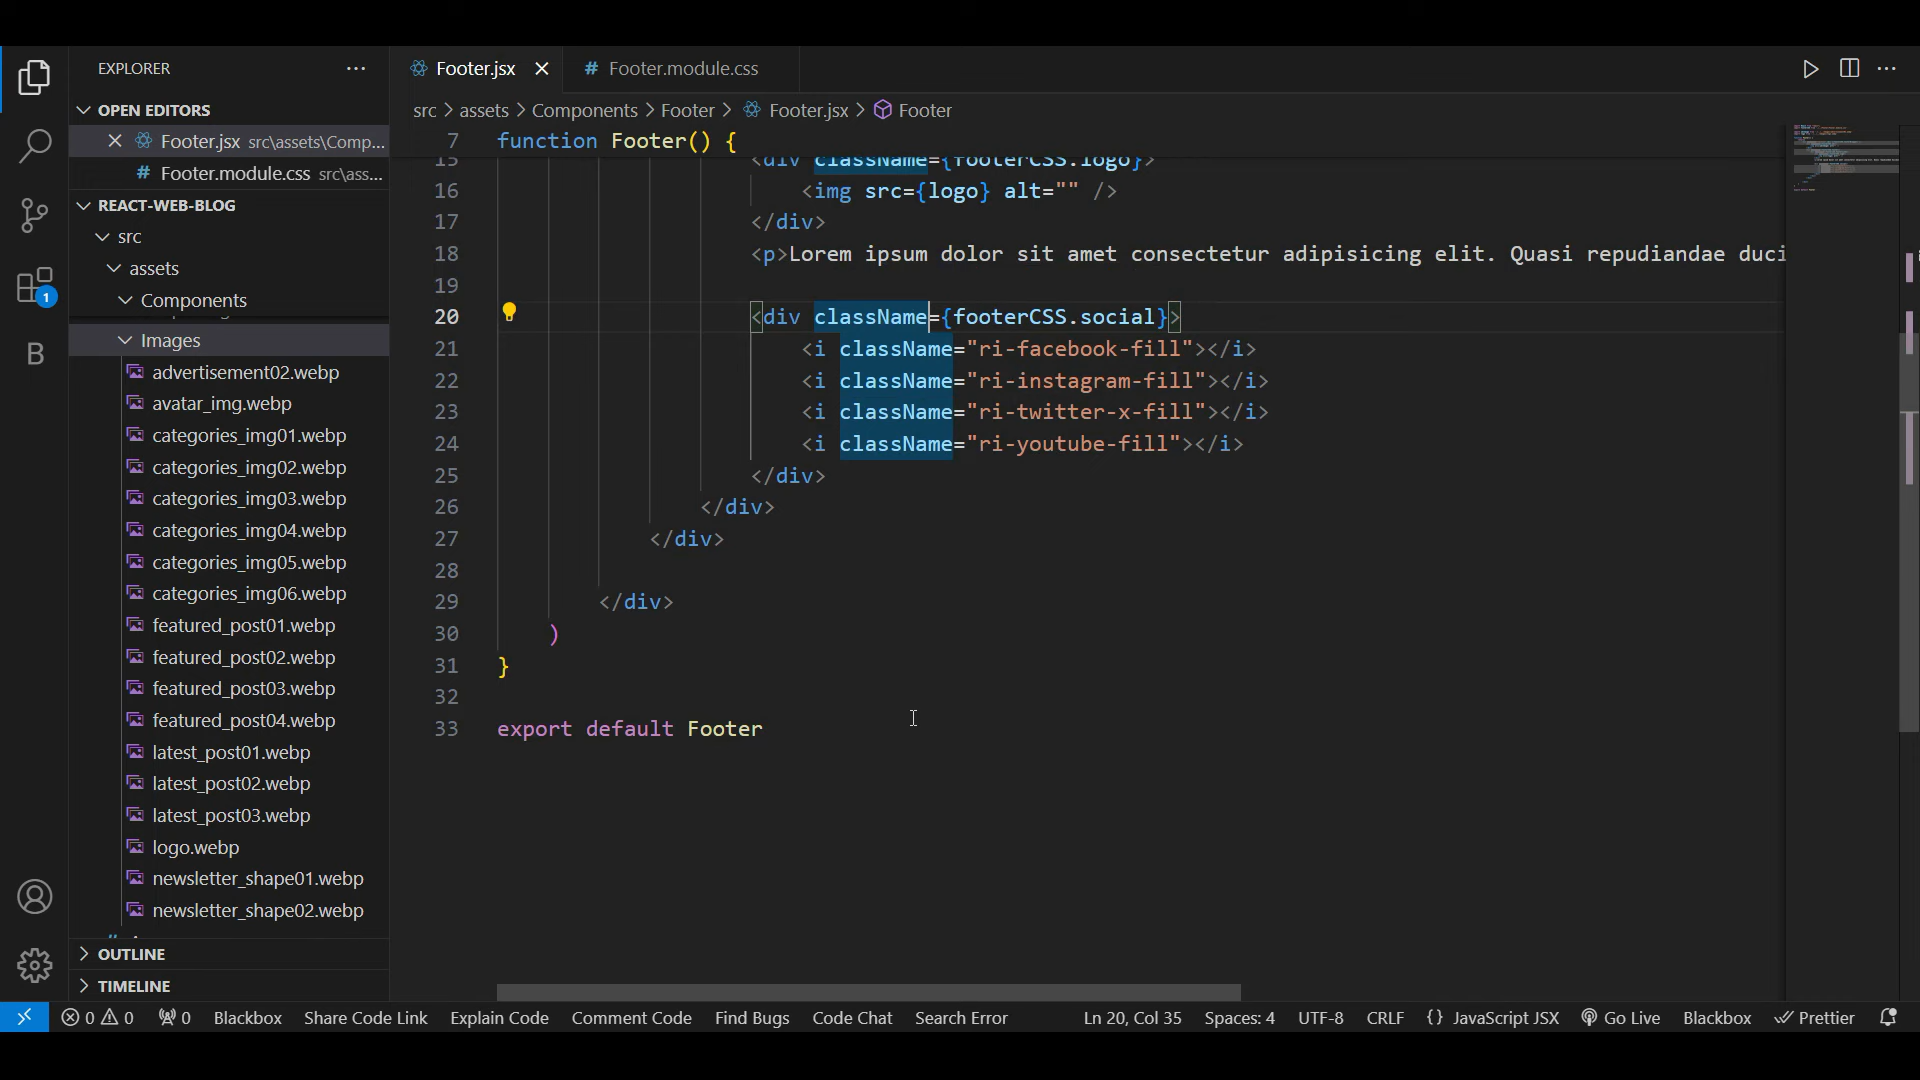 EXPLORER
OPEN EDITORS
Footer.jsx src\assets\Comp...
# Footer.module.css src\ass...
REACT-WEB-BLOG
src
assets
Components
Images
advertisement02.webp
avatar_img.webp
categories_img01.webp
categories_img02.webp
categories_img03.webp
categories_img04.webp
categories_img05.webp
categories_img06.webp
featured_post01.webp
featured_post02.webp
featured_post03.webp
featured_post04.webp
latest_post01.webp
latest_post02.webp
latest_post03.webp
logo.webp
newsletter_shape01.webp
newsletter_shape02.webp
OUTLINE
TIMELINE
1
B
Footer.jsx
# Footer.module.css
src > assets > Components > Footer > Footer.jsx > Footer
7 function Footer() {
15 <div className={footerCSS.logo}>
16 <img src={logo} alt="" />
17 </div>
18 <p>Lorem ipsum dolor sit amet consectetur adipisicing elit. Quasi repudiandae duci
19
20 <div className={footerCSS.social}>
21 <i className="ri-facebook-fill"></i>
22 <i className="ri-instagram-fill"></i>
23 <i className="ri-twitter-x-fill"></i>
24 <i className="ri-youtube-fill"></i>
25 </div>
26 </div>
27 </div>
28
29 </div>
30 )
31 }
32
33 export default Footer
0 0 0 Blackbox Share Code Link Explain Code Comment Code Find Bugs Code Chat Search Error Ln 20, Col 35 Spaces: 4 UTF-8 CRLF {} JavaScript JSX Go Live Blackbox Prettier